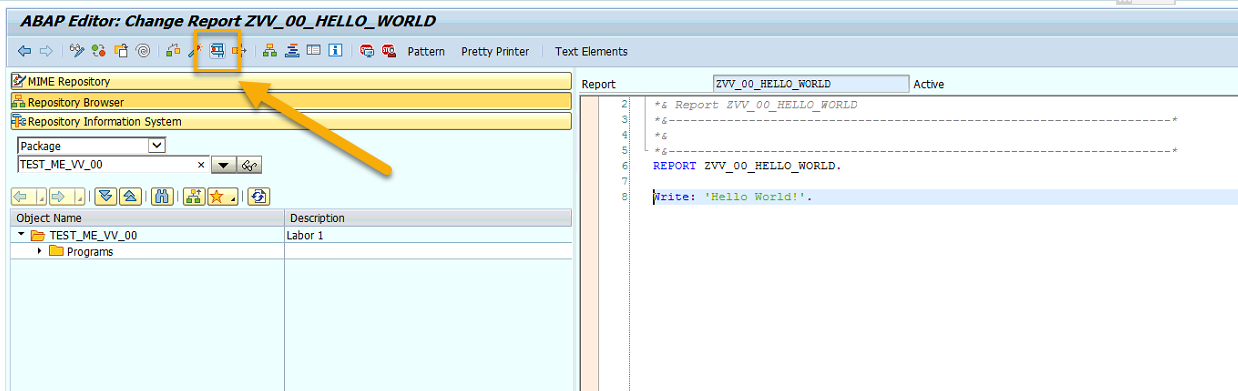 ABAP Editor: Change Report ZVV_00_HELLO_WORLD
Pattern Pretty Printer Text Elements
MIME Repository
Repository Browser
Repository Information System
Package
TEST_ME_VV_00
Object Name Description
TEST_ME_VV_00 Labor 1
Programs
Report ZVV_00_HELLO_WORLD Active
2 *& Report ZVV_00_HELLO_WORLD
3 *&---------------------------------------------------------------------*
4 *&
5 *&---------------------------------------------------------------------*
6 REPORT ZVV_00_HELLO_WORLD.
7
8 Write: 'Hello World!'.